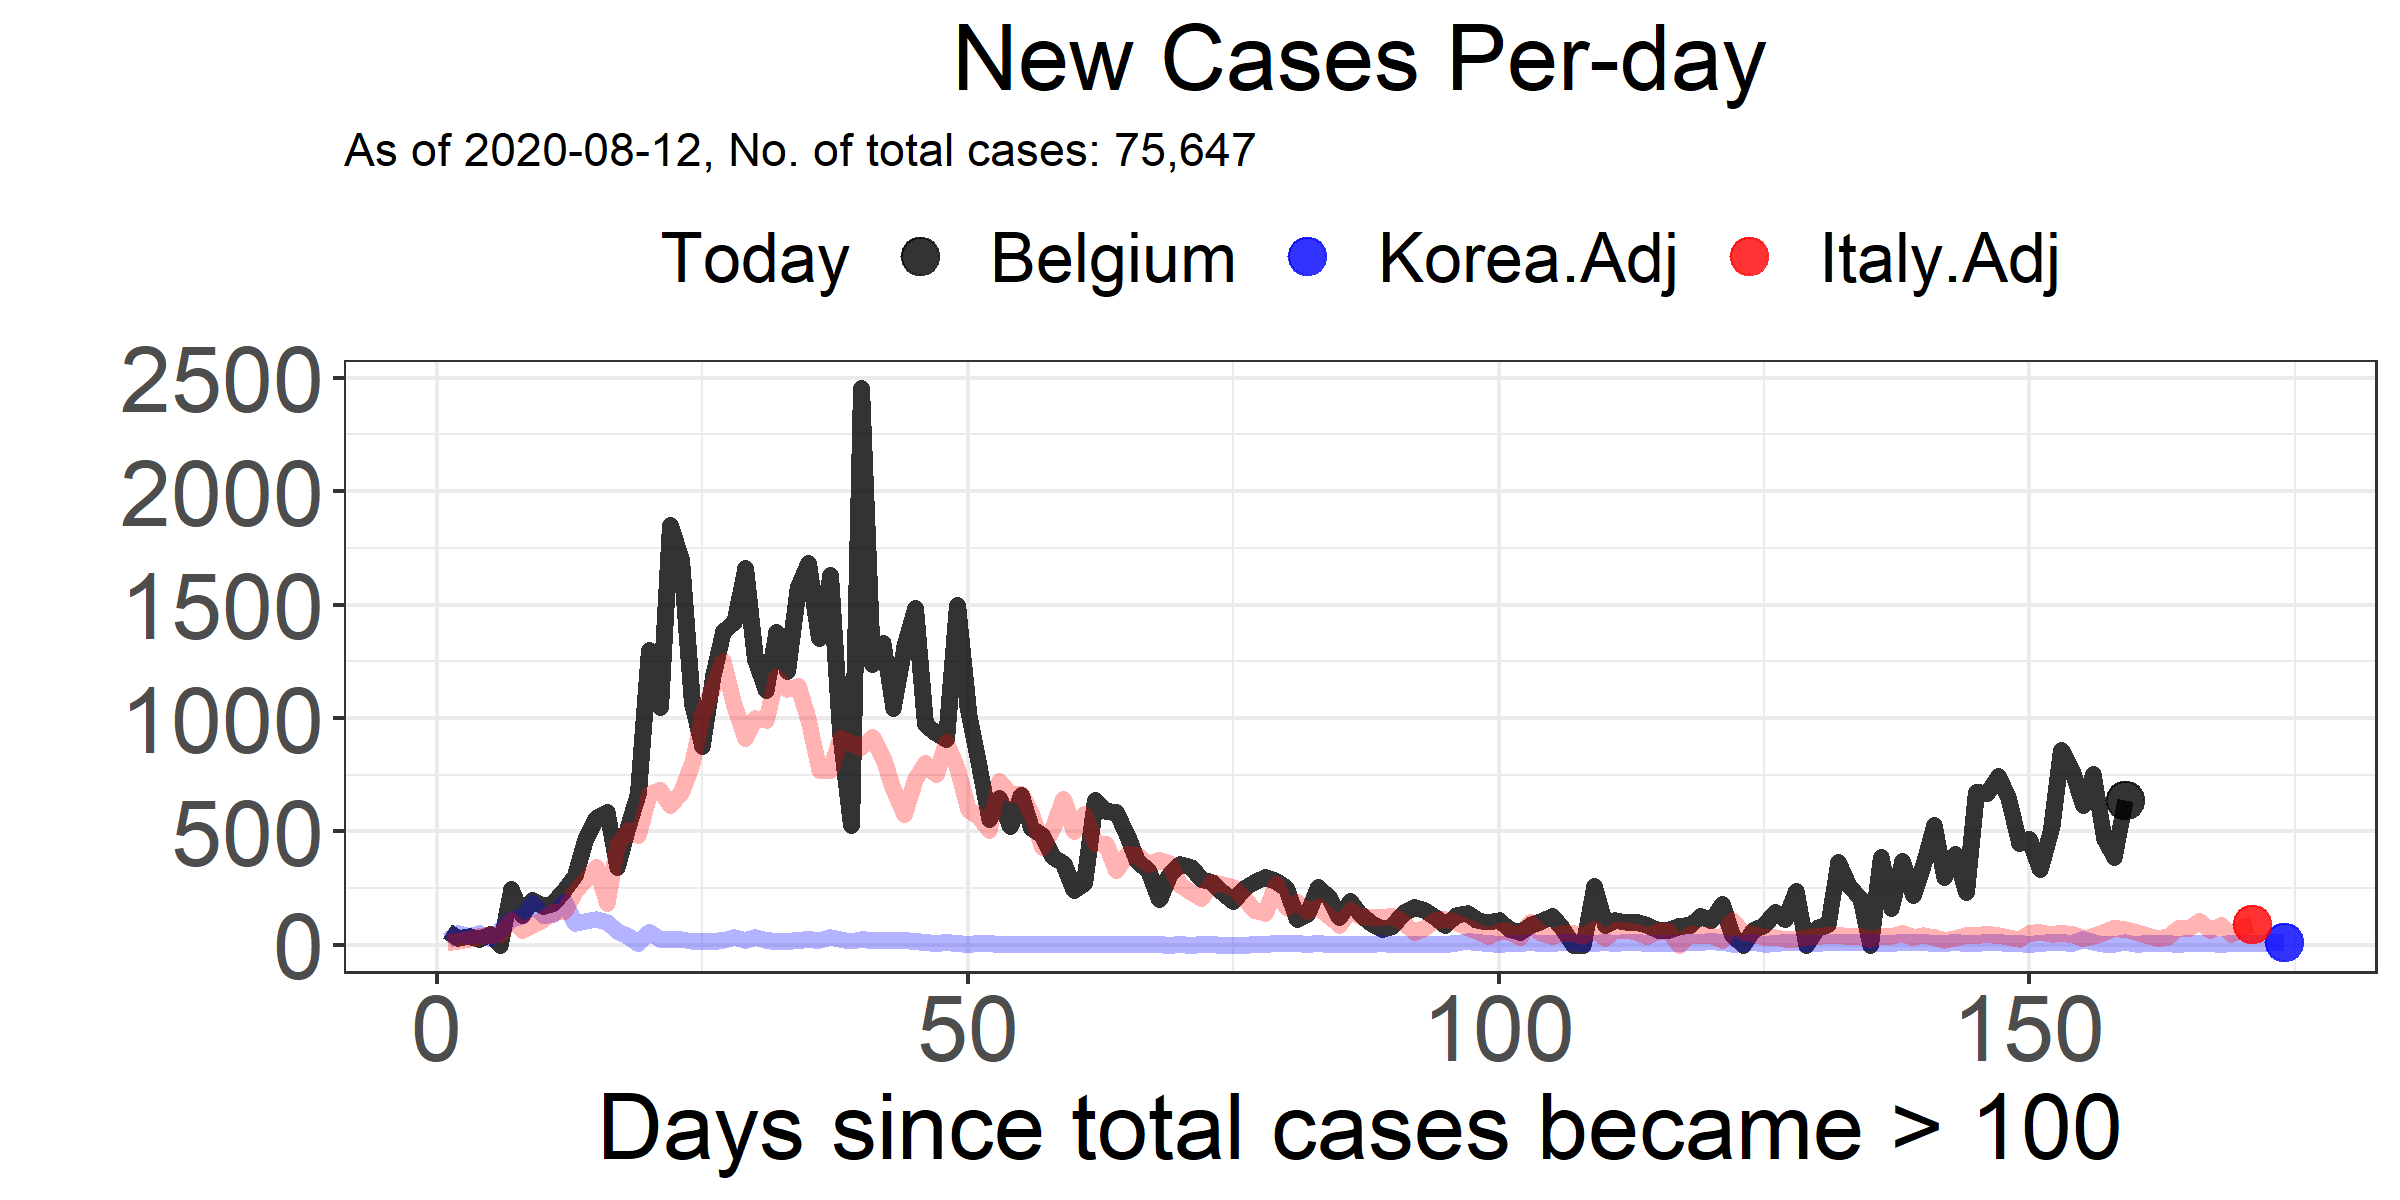 New Cases Per-day
As of 2020-08-12, No. of total cases: 75,647
Today Belgium Korea.Adj Italy.Adj
2500
2000
1500
1000
500
0
0 50 100 150
Days since total cases became > 100